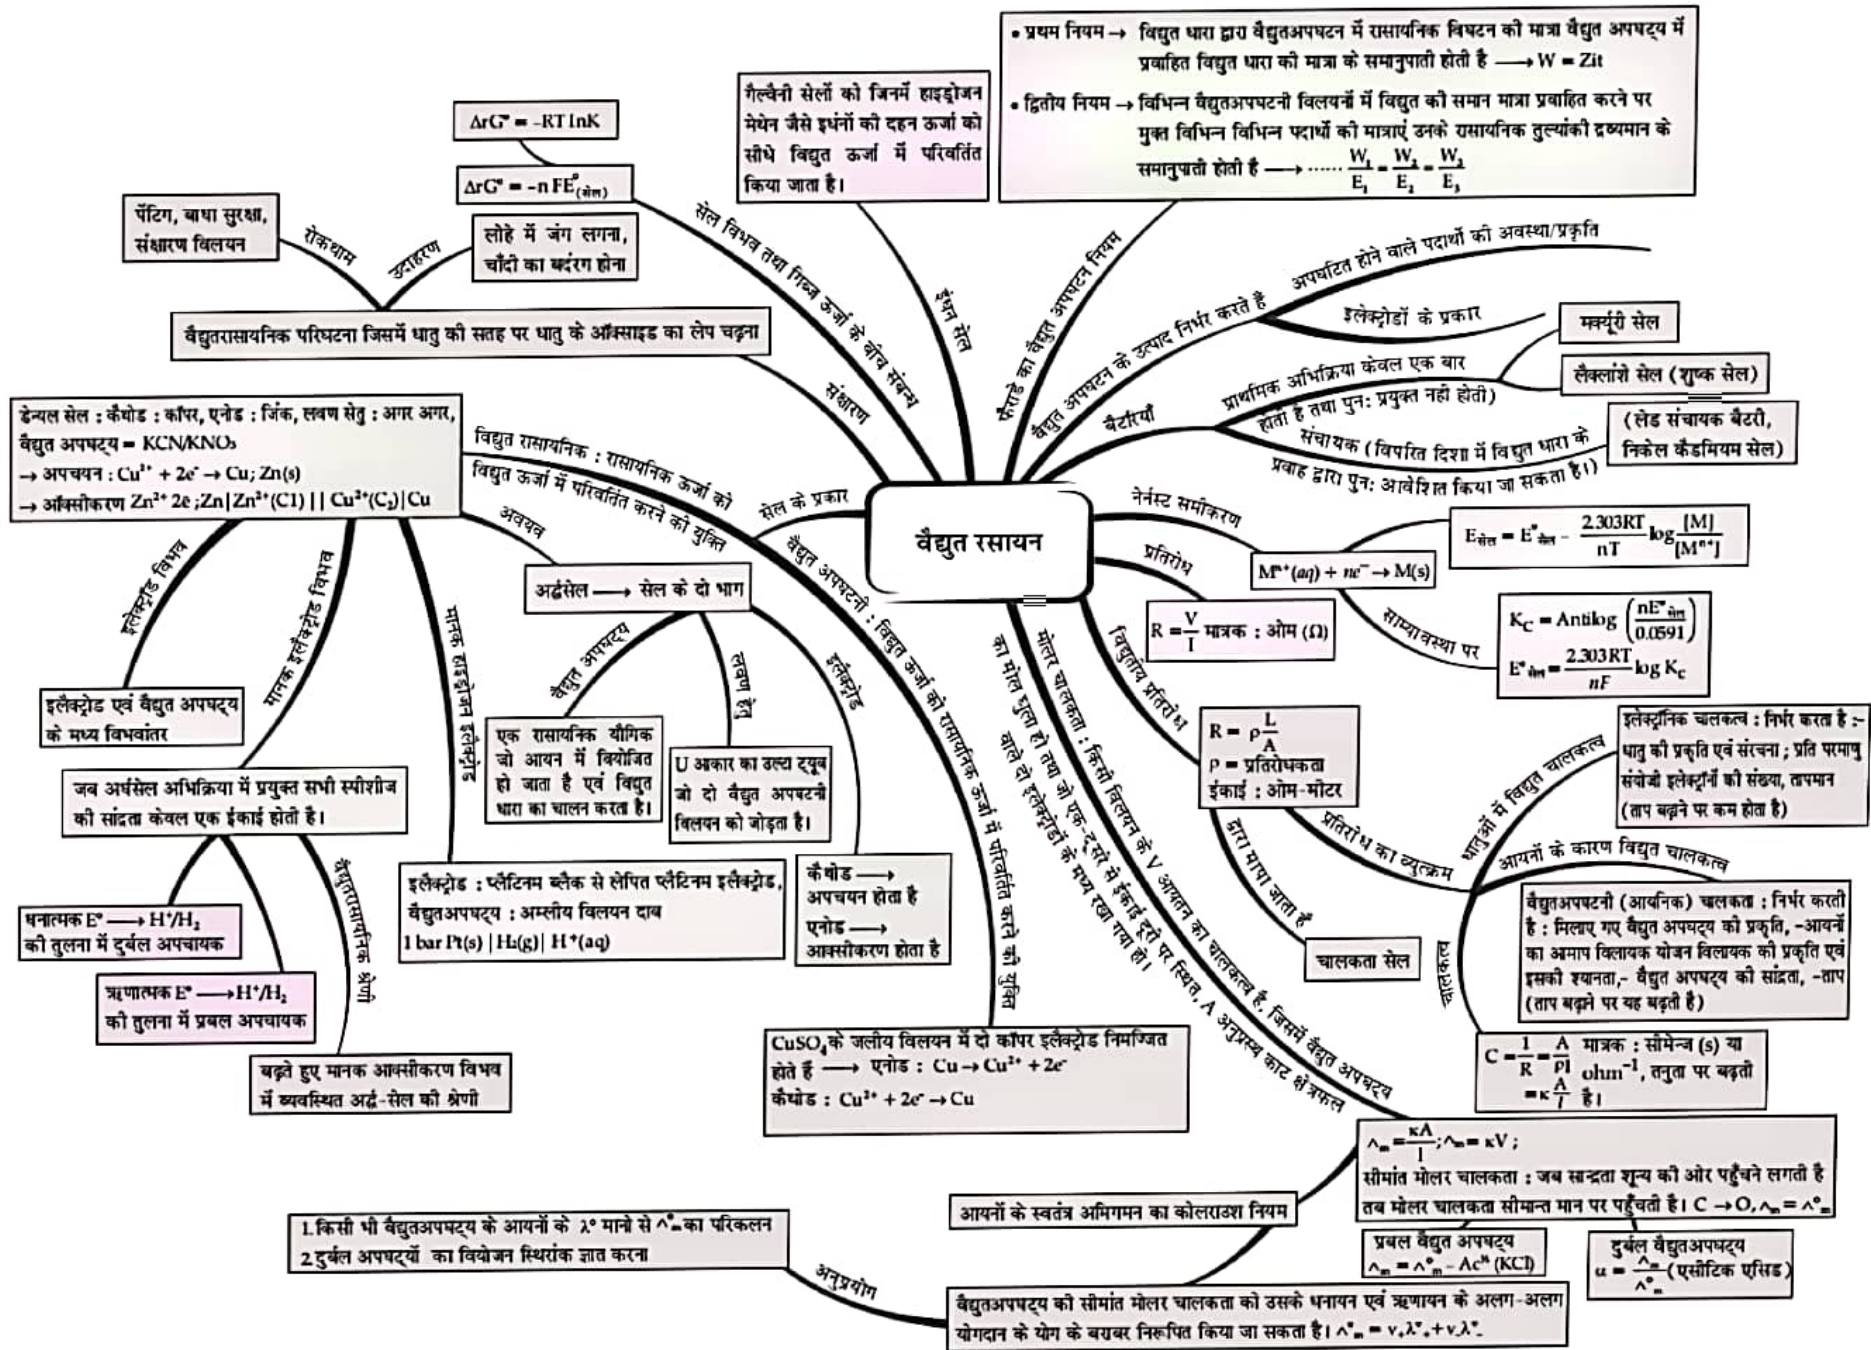 • प्रथम नियम → विद्युत धारा द्वारा वैद्युतअपघटन में रासायनिक विघटन की मात्रा वैद्युत अपघट्य में
प्रवाहित विद्युत धारा की मात्रा के समानुपाती होती है ⟶ W = Zit
• द्वितीय नियम → विभिन्न वैद्युतअपघटनी विलयनों में विद्युत की समान मात्रा प्रवाहित करने पर
मुक्त विभिन्न विभिन्न पदार्थो की मात्राएं उनके रासायनिक तुल्यांकी द्रव्यमान के
समानुपाती होती है ⟶ ...... W₁/E₁ = W₂/E₂ = W₃/E₃
फैराडे का वैद्युत अपघटन नियम
गैल्वैनी सेलों को जिनमें हाइड्रोजन
मेथेन जैसे इधंनों की दहन ऊर्जा को
सीधे विद्युत ऊर्जा में परिवर्तित
किया जाता है।
इंधन सेल
ΔrG° = -RT InK
ΔrG° = -n FE°(सेल)
सेल विभव तथा गिब्ज ऊर्जा के बीच संबन्ध
पेंटिग, बाधा सुरक्षा,
संक्षारण विलयन
रोकथाम
उदाहरण
लोहे में जंग लगना,
चाँदी का बदंरग होना
वैद्युतरासायनिक परिघटना जिसमें धातु की सतह पर धातु के ऑक्साइड का लेप चढ़ना
संक्षारण
वैद्युत अपघटन के उत्पाद निर्भर करते है
अपघटित होने वाले पदार्थो की अवस्था/प्रकृति
इलेक्ट्रोडों के प्रकार
बैटरियाँ
प्राथमिक अभिक्रिया केवल एक बार
होती है तथा पुन: प्रयुक्त नही होती)
मर्क्यूरी सेल
लैक्लांशे सेल (शुष्क सेल)
संचायक (विपरित दिशा में विद्युत धारा के
प्रवाह द्वारा पुन: आवेशित किया जा सकता है।)
(लेड संचायक बैटरी,
निकेल कैडमियम सेल)
डेन्यल सेल : कैथोड : कॉपर, एनोड : जिंक, लवण सेतु : अगर अगर,
वैद्युत अपघट्य = KCN/KNO₃
→ अपचयन : Cu²⁺ + 2e⁻ → Cu; Zn(s)
→ ऑक्सीकरण Zn²⁺ 2ē ;Zn|Zn²⁺(C1) || Cu²⁺(C₂)|Cu
विद्युत रासायनिक : रासायनिक ऊर्जा को
विद्युत ऊर्जा में परिवर्तित करने की युक्ति
सेल के प्रकार
वैद्युत रसायन
नेर्नस्ट समीकरण
Mⁿ⁺(aq) + ne⁻ → M(s)
E सेल = E° सेल - 2.303RT/nT log [M]/[Mⁿ⁺]
साम्यावस्था पर
K_C = Antilog (nE° सेल/0.0591)
E° सेल = 2.303RT/nF log K_C
प्रतिरोध
R = V/I मात्रक : ओम (Ω)
अवयव
अर्द्धसेल ⟶ सेल के दो भाग
वैद्युत अपघट्य
लवण हेतु
इलैक्ट्रोड
एक रासायनिक यौगिक
जो आयन में वियोजित
हो जाता है एवं विद्युत
धारा का चालन करता है।
U आकार का उल्टा ट्यूब
जो दो वैद्युत अपघटनी
विलयन को जोड़ता है।
कैथोड ⟶
अपचयन होता है
एनोड ⟶
आक्सीकरण होता है
वैद्युत अपघटनी : विद्युत ऊर्जा को रासायनिक ऊर्जा में परिवर्तित करने की युक्ति
CuSO₄ के जलीय विलयन में दो कॉपर इलैक्ट्रोड निमज्जित
होते हैं ⟶ एनोड : Cu → Cu²⁺ + 2e⁻
कैथोड : Cu²⁺ + 2e⁻ → Cu
इलेक्ट्रॉड विभव
इलैक्ट्रोड एवं वैद्युत अपघट्य
के मध्य विभवांतर
मानक इलैक्ट्रोड विभव
जब अर्धसेल अभिक्रिया में प्रयुक्त सभी स्पीशीज
की सांद्रता केवल एक ईकाई होती है।
धनात्मक E° ⟶ H⁺/H₂
की तुलना में दुर्बल अपचायक
ऋणात्मक E° ⟶ H⁺/H₂
की तुलना में प्रबल अपचायक
वैद्युतरासायनिक श्रेणी
बढ़ते हुए मानक आक्सीकरण विभव
में व्यवस्थित अर्द्ध-सेल की श्रेणी
मानक हाइड्रोजन इलैक्ट्रोड
इलैक्ट्रोड : प्लैटिनम ब्लैक से लेपित प्लैटिनम इलैक्ट्रोड,
वैद्युतअपघट्य : अम्लीय विलयन दाब
1 bar Pt(s) | H₂(g)| H⁺(aq)
विद्युतीय प्रतिरोध
R = ρ L/A
ρ = प्रतिरोधकता
ईकाई : ओम-मीटर
द्वारा मापा जाता है
चालकता सेल
प्रतिरोध का व्युत्क्रम
धातुओं में विद्युत चालकत्व
इलेक्ट्रॉनिक चालकत्व : निर्भर करता है :-
धातु की प्रकृति एवं संरचना ; प्रति परमाणु
संयोजी इलेक्ट्रॉनों की संख्या, तापमान
(ताप बढ़ाने पर कम होता है)
आयनों के कारण विद्युत चालकत्व
वैद्युतअपघटनी (आयनिक) चालकता : निर्भर करती
है : मिलाए गए वैद्युत अपघट्य की प्रकृति, -आयनों
का आमाप विलायक योजन विलायक की प्रकृति एवं
इसकी श्यानता,- वैद्युत अपघट्य की सांद्रता, -ताप
(ताप बढ़ाने पर यह बढ़ती है)
चालकत्व
C = 1/R = A/ρl = κ A/l मात्रक : सीमेन्ज (s) या
ohm⁻¹, तनुता पर बढ़ती
है।
मोलर चालकता : किसी विलयन के V आयतन का चालकत्व है, जिसमें वैद्युत अपघट्य
का मोल घुला हो तथा जो एक-दूसरे से ईकाई दूरी पर स्थित, A अनुप्रस्थ काट क्षेत्रफल
वाले दो इलेक्ट्रोडों के मध्य रखा गया हो।
Λm = κA/l ; Λm = κV ;
सीमांत मोलर चालकता : जब सान्द्रता शून्य की ओर पहुँचने लगती है
तब मोलर चालकता सीमान्त मान पर पहुँचती है। C → O, Λm = Λ°m
प्रबल वैद्युत अपघट्य
Λm = Λ°m - Ac^½ (KCl)
दुर्बल वैद्युतअपघट्य
α = Λm/Λ°m (एसीटिक एसिड)
आयनों के स्वतंत्र अमिगमन का कोलराउश नियम
वैद्युतअपघट्य की सीमांत मोलर चालकता को उसके धनायन एवं ऋणायन के अलग-अलग
योगदान के योग के बराबर निरूपित किया जा सकता है। Λ°m = v₊λ°₊ + v₋λ°₋
अनुप्रयोग
1. किसी भी वैद्युतअपघट्य के आयनों के λ° मानो से Λ°m का परिकलन
2 दुर्बल अपघट्यों का वियोजन स्थिरांक ज्ञात करना